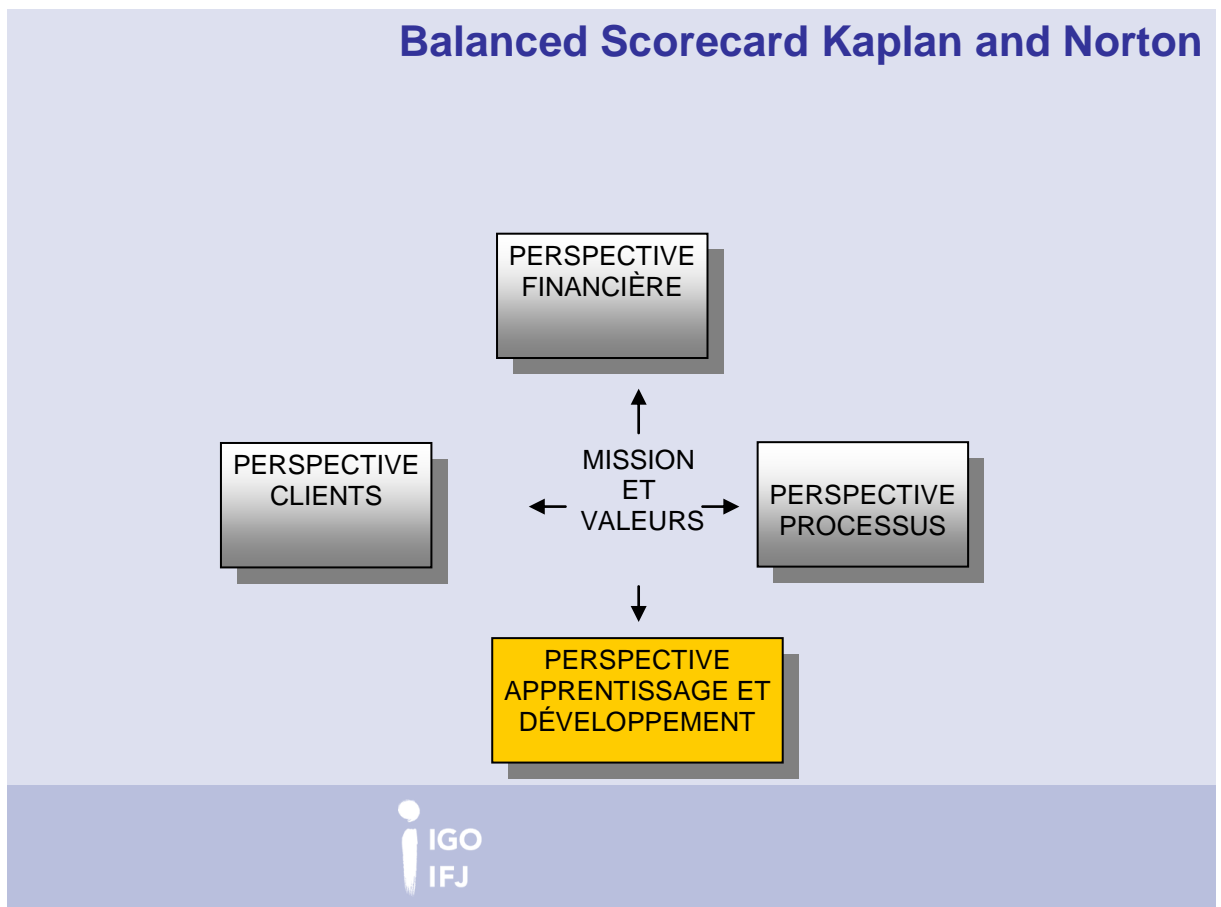 Balanced Scorecard Kaplan and Norton
PERSPECTIVE
FINANCIÈRE
PERSPECTIVE
CLIENTS
MISSION
ET
VALEURS
PERSPECTIVE
PROCESSUS
PERSPECTIVE
APPRENTISSAGE ET
DÉVELOPPEMENT
IGO
IFJ